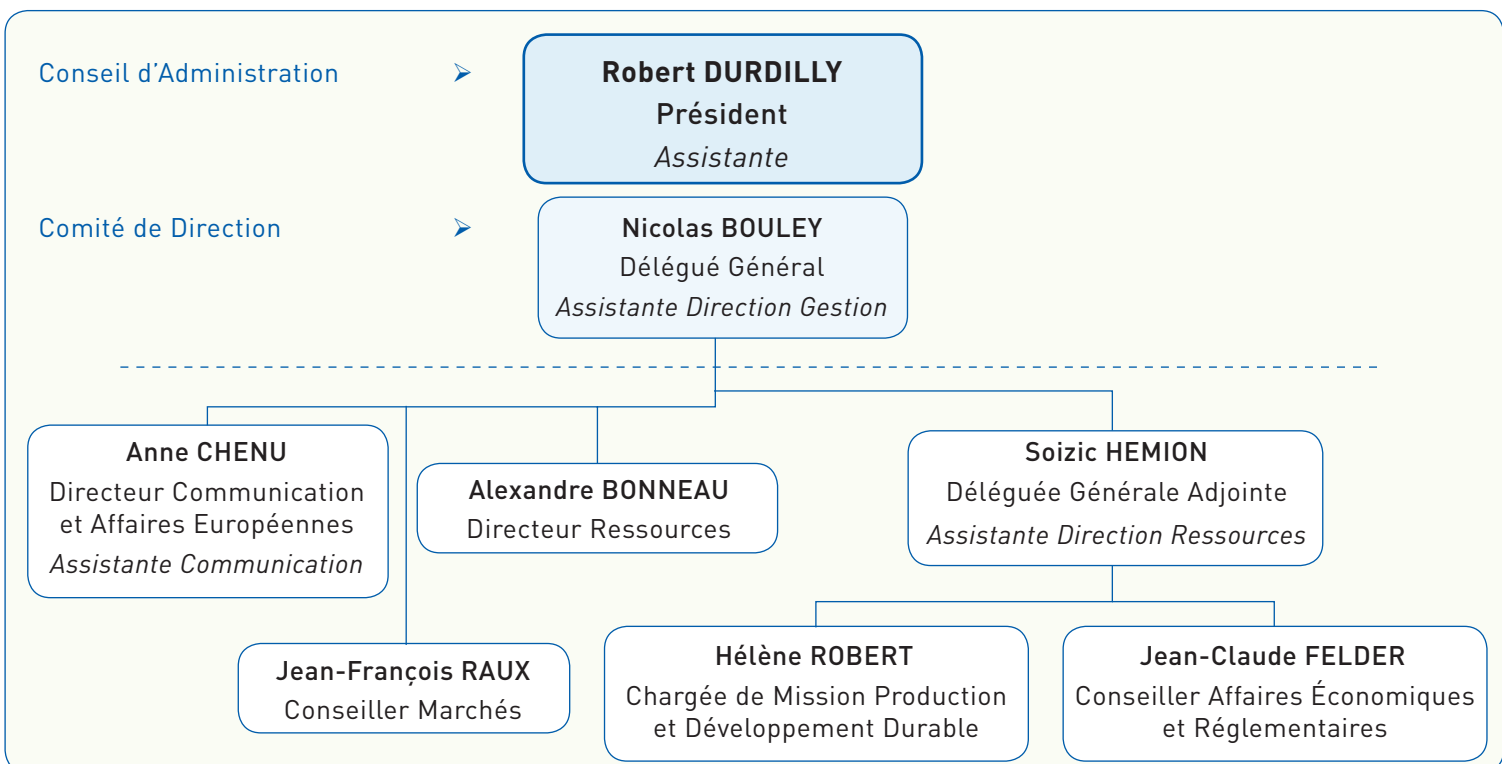 Conseil d'Administration ➢
Robert DURDILLY
Président
Assistante
Comité de Direction ➢
Nicolas BOULEY
Délégué Général
Assistante Direction Gestion
Anne CHENU
Directeur Communication
et Affaires Européennes
Assistante Communication
Alexandre BONNEAU
Directeur Ressources
Soizic HEMION
Déléguée Générale Adjointe
Assistante Direction Ressources
Jean-François RAUX
Conseiller Marchés
Hélène ROBERT
Chargée de Mission Production
et Développement Durable
Jean-Claude FELDER
Conseiller Affaires Économiques
et Réglementaires